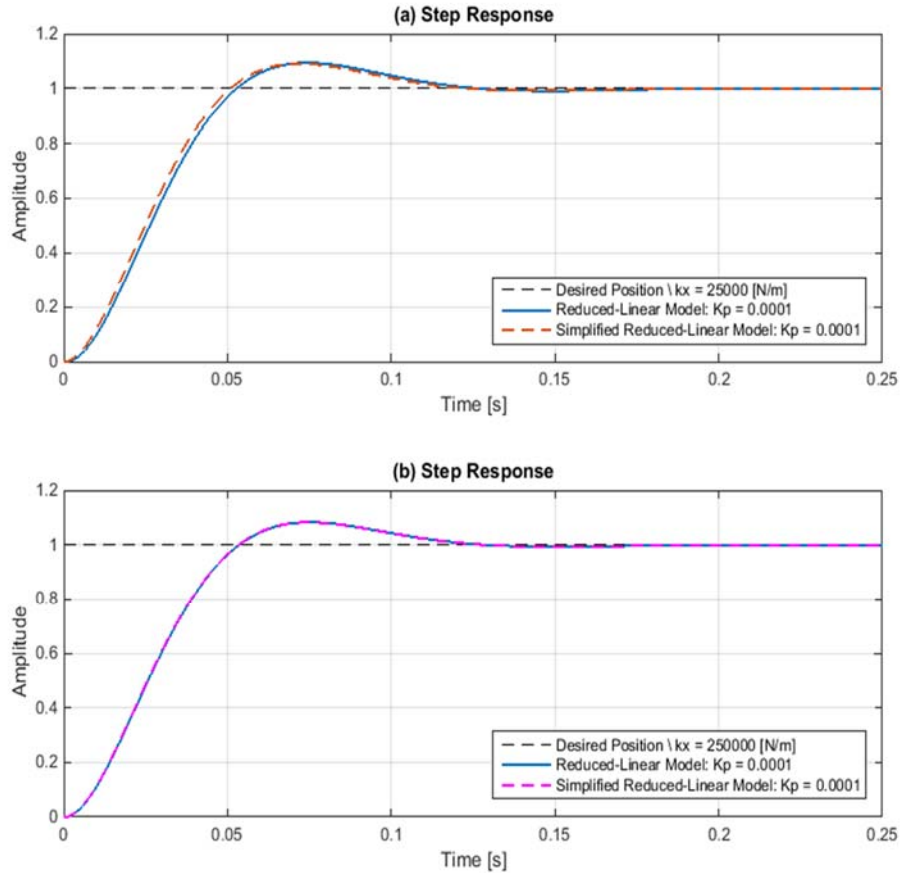 (a) Step Response
1.2
1
0.8
0.6
0.4
0.2
0
Amplitude
Desired Position \ kx = 25000 [N/m]
Reduced-Linear Model: Kp = 0.0001
Simplified Reduced-Linear Model: Kp = 0.0001
0 0.05 0.1 0.15 0.2 0.25
Time [s]
(b) Step Response
1.2
1
0.8
0.6
0.4
0.2
0
Amplitude
Desired Position \ kx = 250000 [N/m]
Reduced-Linear Model: Kp = 0.0001
Simplified Reduced-Linear Model: Kp = 0.0001
0 0.05 0.1 0.15 0.2 0.25
Time [s]